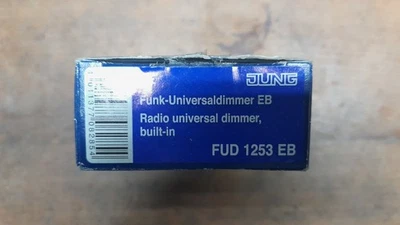 JUNG
Funk-Universaldimmer EB
Radio universal dimmer,
built-in
FUD 1253 EB